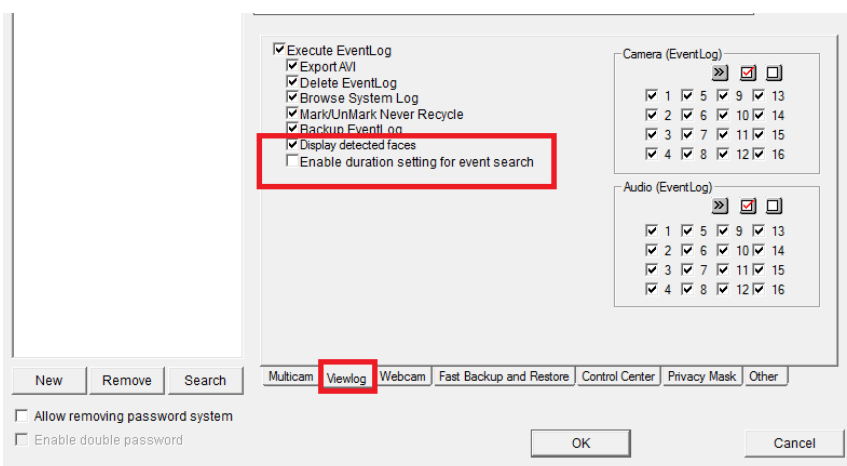 Execute EventLog
Export AVI
Delete EventLog
Browse System Log
Mark/UnMark Never Recycle
Backup EventLog
Display detected faces
Enable duration setting for event search
Camera (EventLog)
1 5 9 13
2 6 10 14
3 7 11 15
4 8 12 16
Audio (EventLog)
1 5 9 13
2 6 10 14
3 7 11 15
4 8 12 16
Multicam Viewlog Webcam Fast Backup and Restore Control Center Privacy Mask Other
New Remove Search
Allow removing password system
Enable double password
OK Cancel